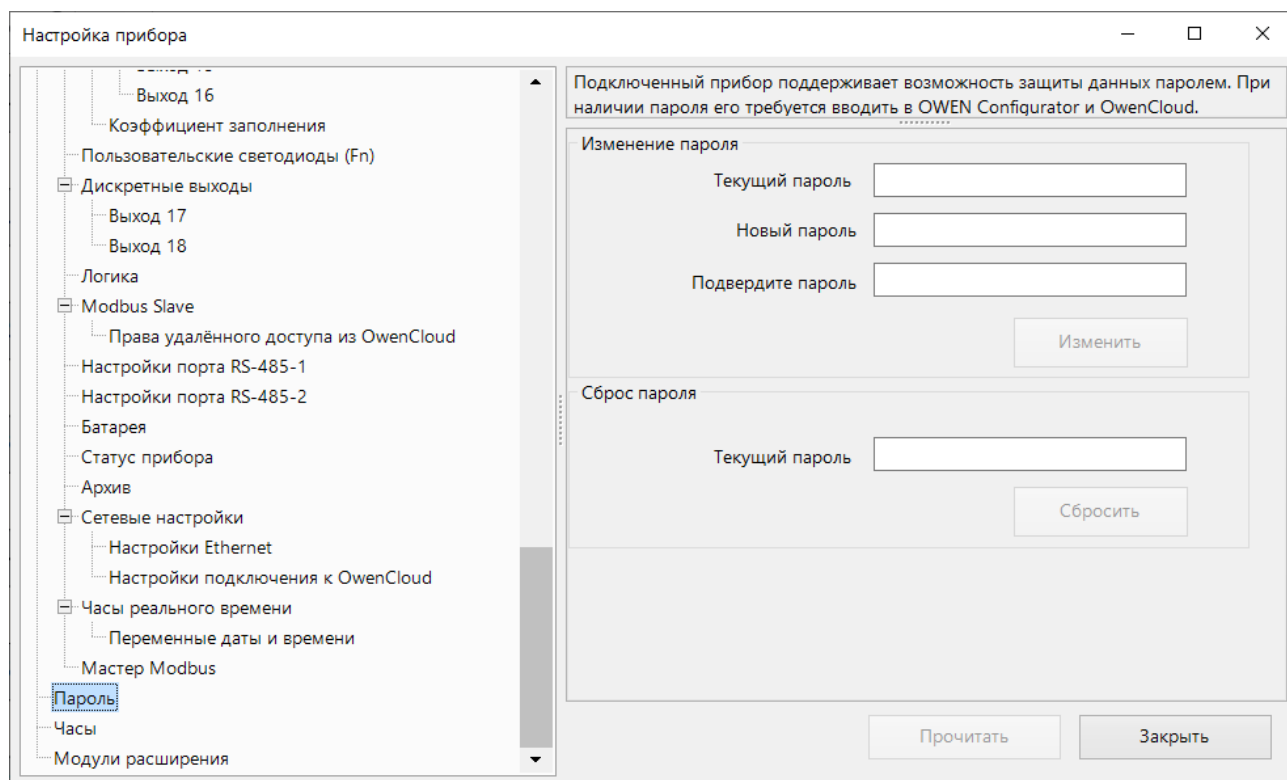 Настройка прибора
Выход 16
Коэффициент заполнения
Пользовательские светодиоды (Fn)
Дискретные выходы
Выход 17
Выход 18
Логика
Modbus Slave
Права удалённого доступа из OwenCloud
Настройки порта RS-485-1
Настройки порта RS-485-2
Батарея
Статус прибора
Архив
Сетевые настройки
Настройки Ethernet
Настройки подключения к OwenCloud
Часы реального времени
Переменные даты и времени
Мастер Modbus
Пароль
Часы
Модули расширения
Подключенный прибор поддерживает возможность защиты данных паролем. При
наличии пароля его требуется вводить в OWEN Configurator и OwenCloud.
Изменение пароля
Текущий пароль
Новый пароль
Подвердите пароль
Изменить
Сброс пароля
Текущий пароль
Сбросить
Прочитать
Закрыть